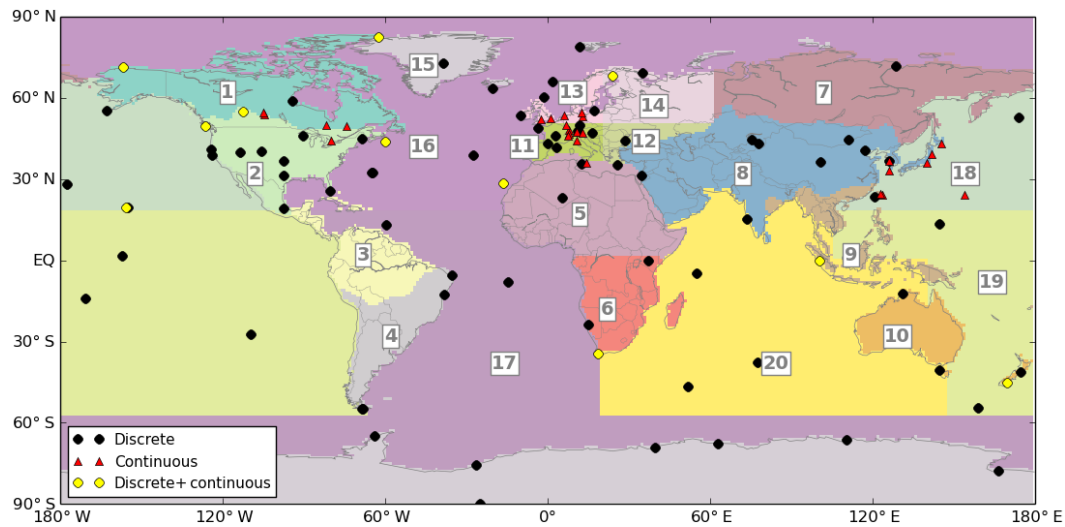 90° N
60° N
30° N
EQ
30° S
60° S
90° S
15
1
13
14
7
16
11
12
2
8
18
5
3
9
19
6
4
10
17
20
Discrete
Continuous
Discrete+ continuous
180° W
120° W
60° W
0°
60° E
120° E
180° E